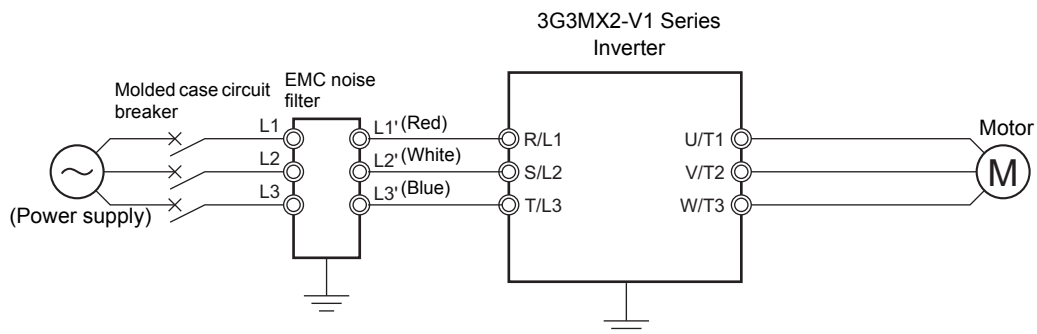 3G3MX2-V1 Series
Inverter
Molded case circuit
breaker
EMC noise
filter
L1
L1' (Red)
R/L1
U/T1
Motor
L2
L2' (White)
S/L2
V/T2
M
L3
L3' (Blue)
T/L3
W/T3
(Power supply)